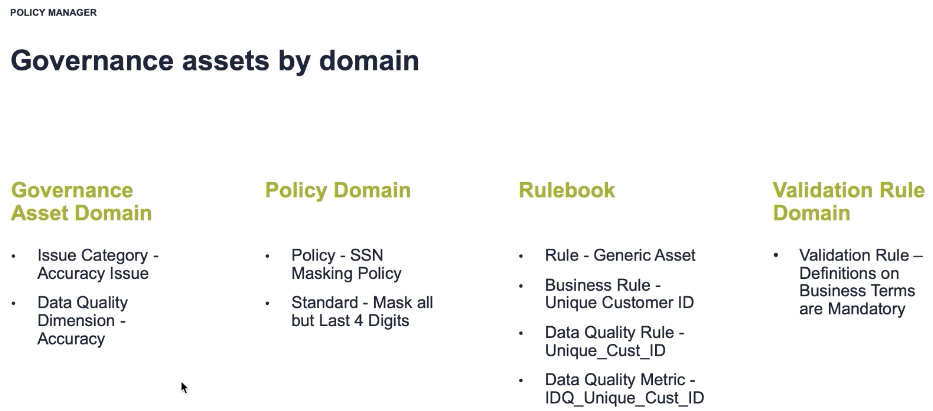 POLICY MANAGER
Governance assets by domain
Governance
Asset Domain
• Issue Category -
Accuracy Issue
• Data Quality
Dimension -
Accuracy
Policy Domain
• Policy - SSN
Masking Policy
• Standard - Mask all
but Last 4 Digits
Rulebook
• Rule - Generic Asset
• Business Rule -
Unique Customer ID
• Data Quality Rule -
Unique_Cust_ID
• Data Quality Metric -
IDQ_Unique_Cust_ID
Validation Rule
Domain
• Validation Rule –
Definitions on
Business Terms
are Mandatory